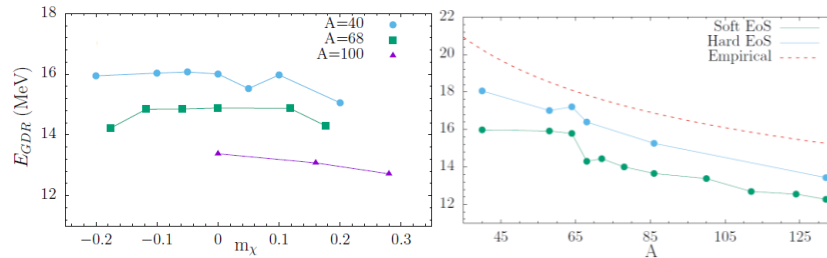 18
16
14
12
E_GDR (MeV)
A=40
A=68
A=100
−0.2 −0.1 0 0.1 0.2 0.3
m_χ
22
20
18
16
14
12
Soft EoS
Hard EoS
Empirical
45 65 85 105 125
A